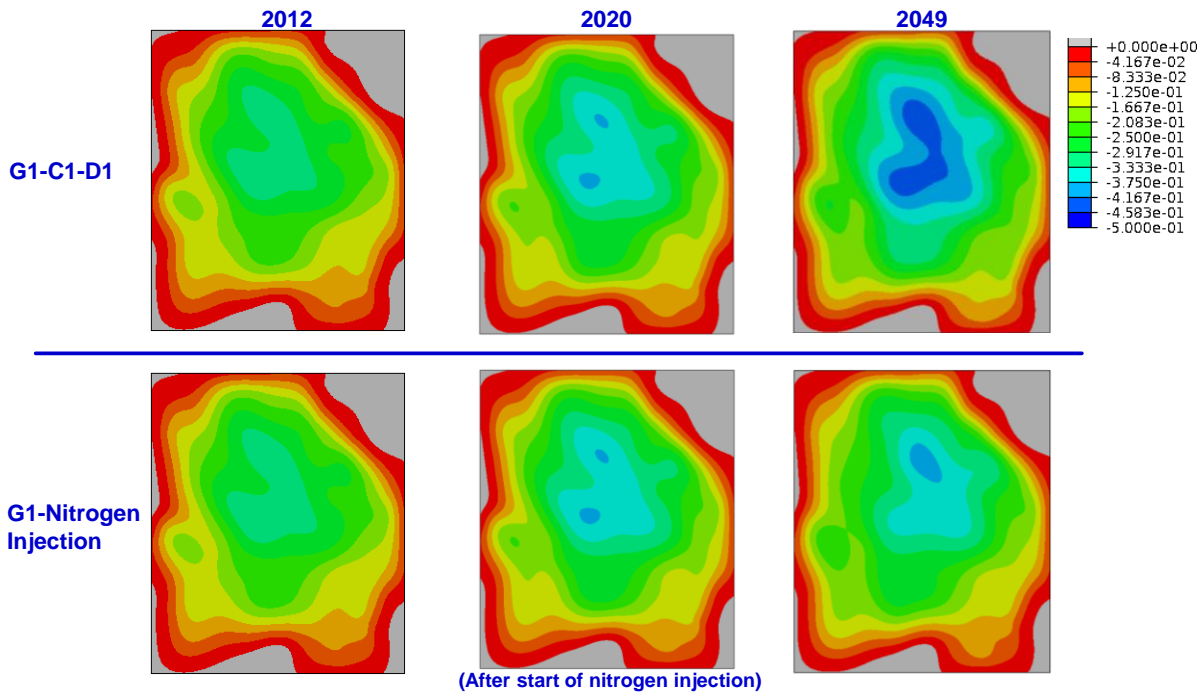 2012 2020 2049
G1-C1-D1
+0.000e+00
-4.167e-02
-8.333e-02
-1.250e-01
-1.667e-01
-2.083e-01
-2.500e-01
-2.917e-01
-3.333e-01
-3.750e-01
-4.167e-01
-4.583e-01
-5.000e-01
G1-Nitrogen
Injection
(After start of nitrogen injection)